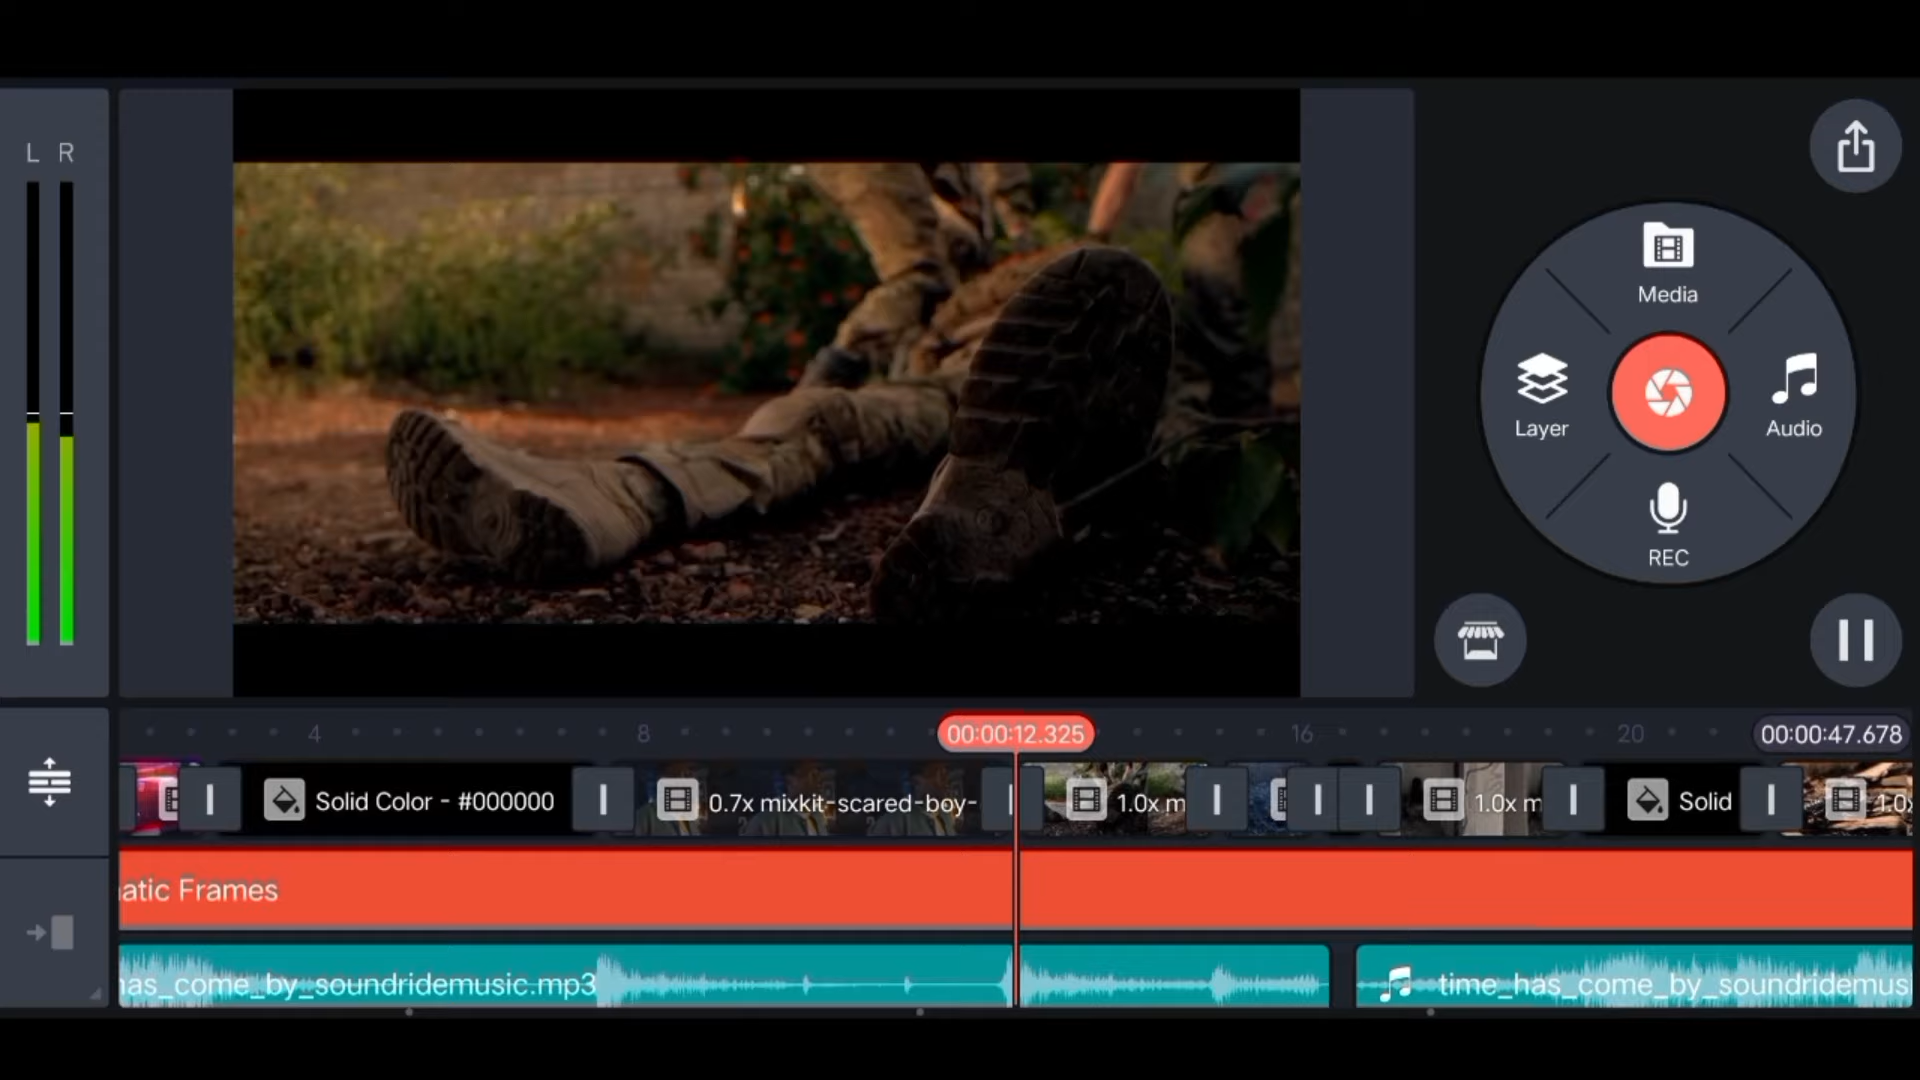 L R
Media
Layer
Audio
REC
4 8 00:00:12.325 16 20 00:00:47.678
Solid Color - #000000
0.7x mixkit-scared-boy-
1.0x m
1.0x m
Solid
1.0x
atic Frames
has_come_by_soundridemusic.mp3
time_has_come_by_soundridemus